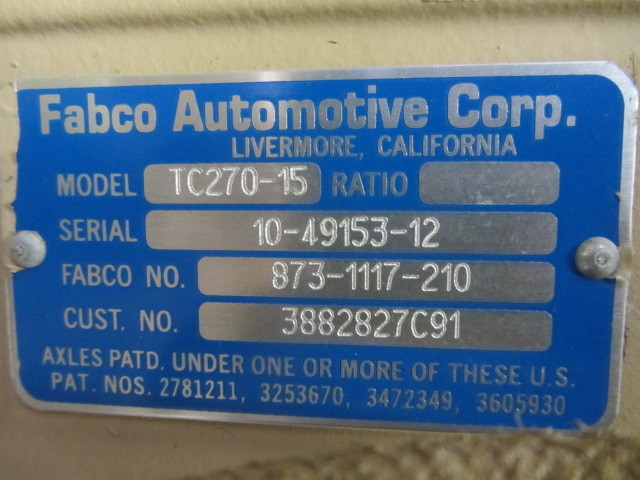 Fabco Automotive Corp.
LIVERMORE, CALIFORNIA
MODEL TC270-15 RATIO
SERIAL 10-49153-12
FABCO NO. 873-1117-210
CUST. NO. 3882827C91
AXLES PATD. UNDER ONE OR MORE OF THESE U.S.
PAT. NOS. 2781211, 3253670, 3472349, 3605930